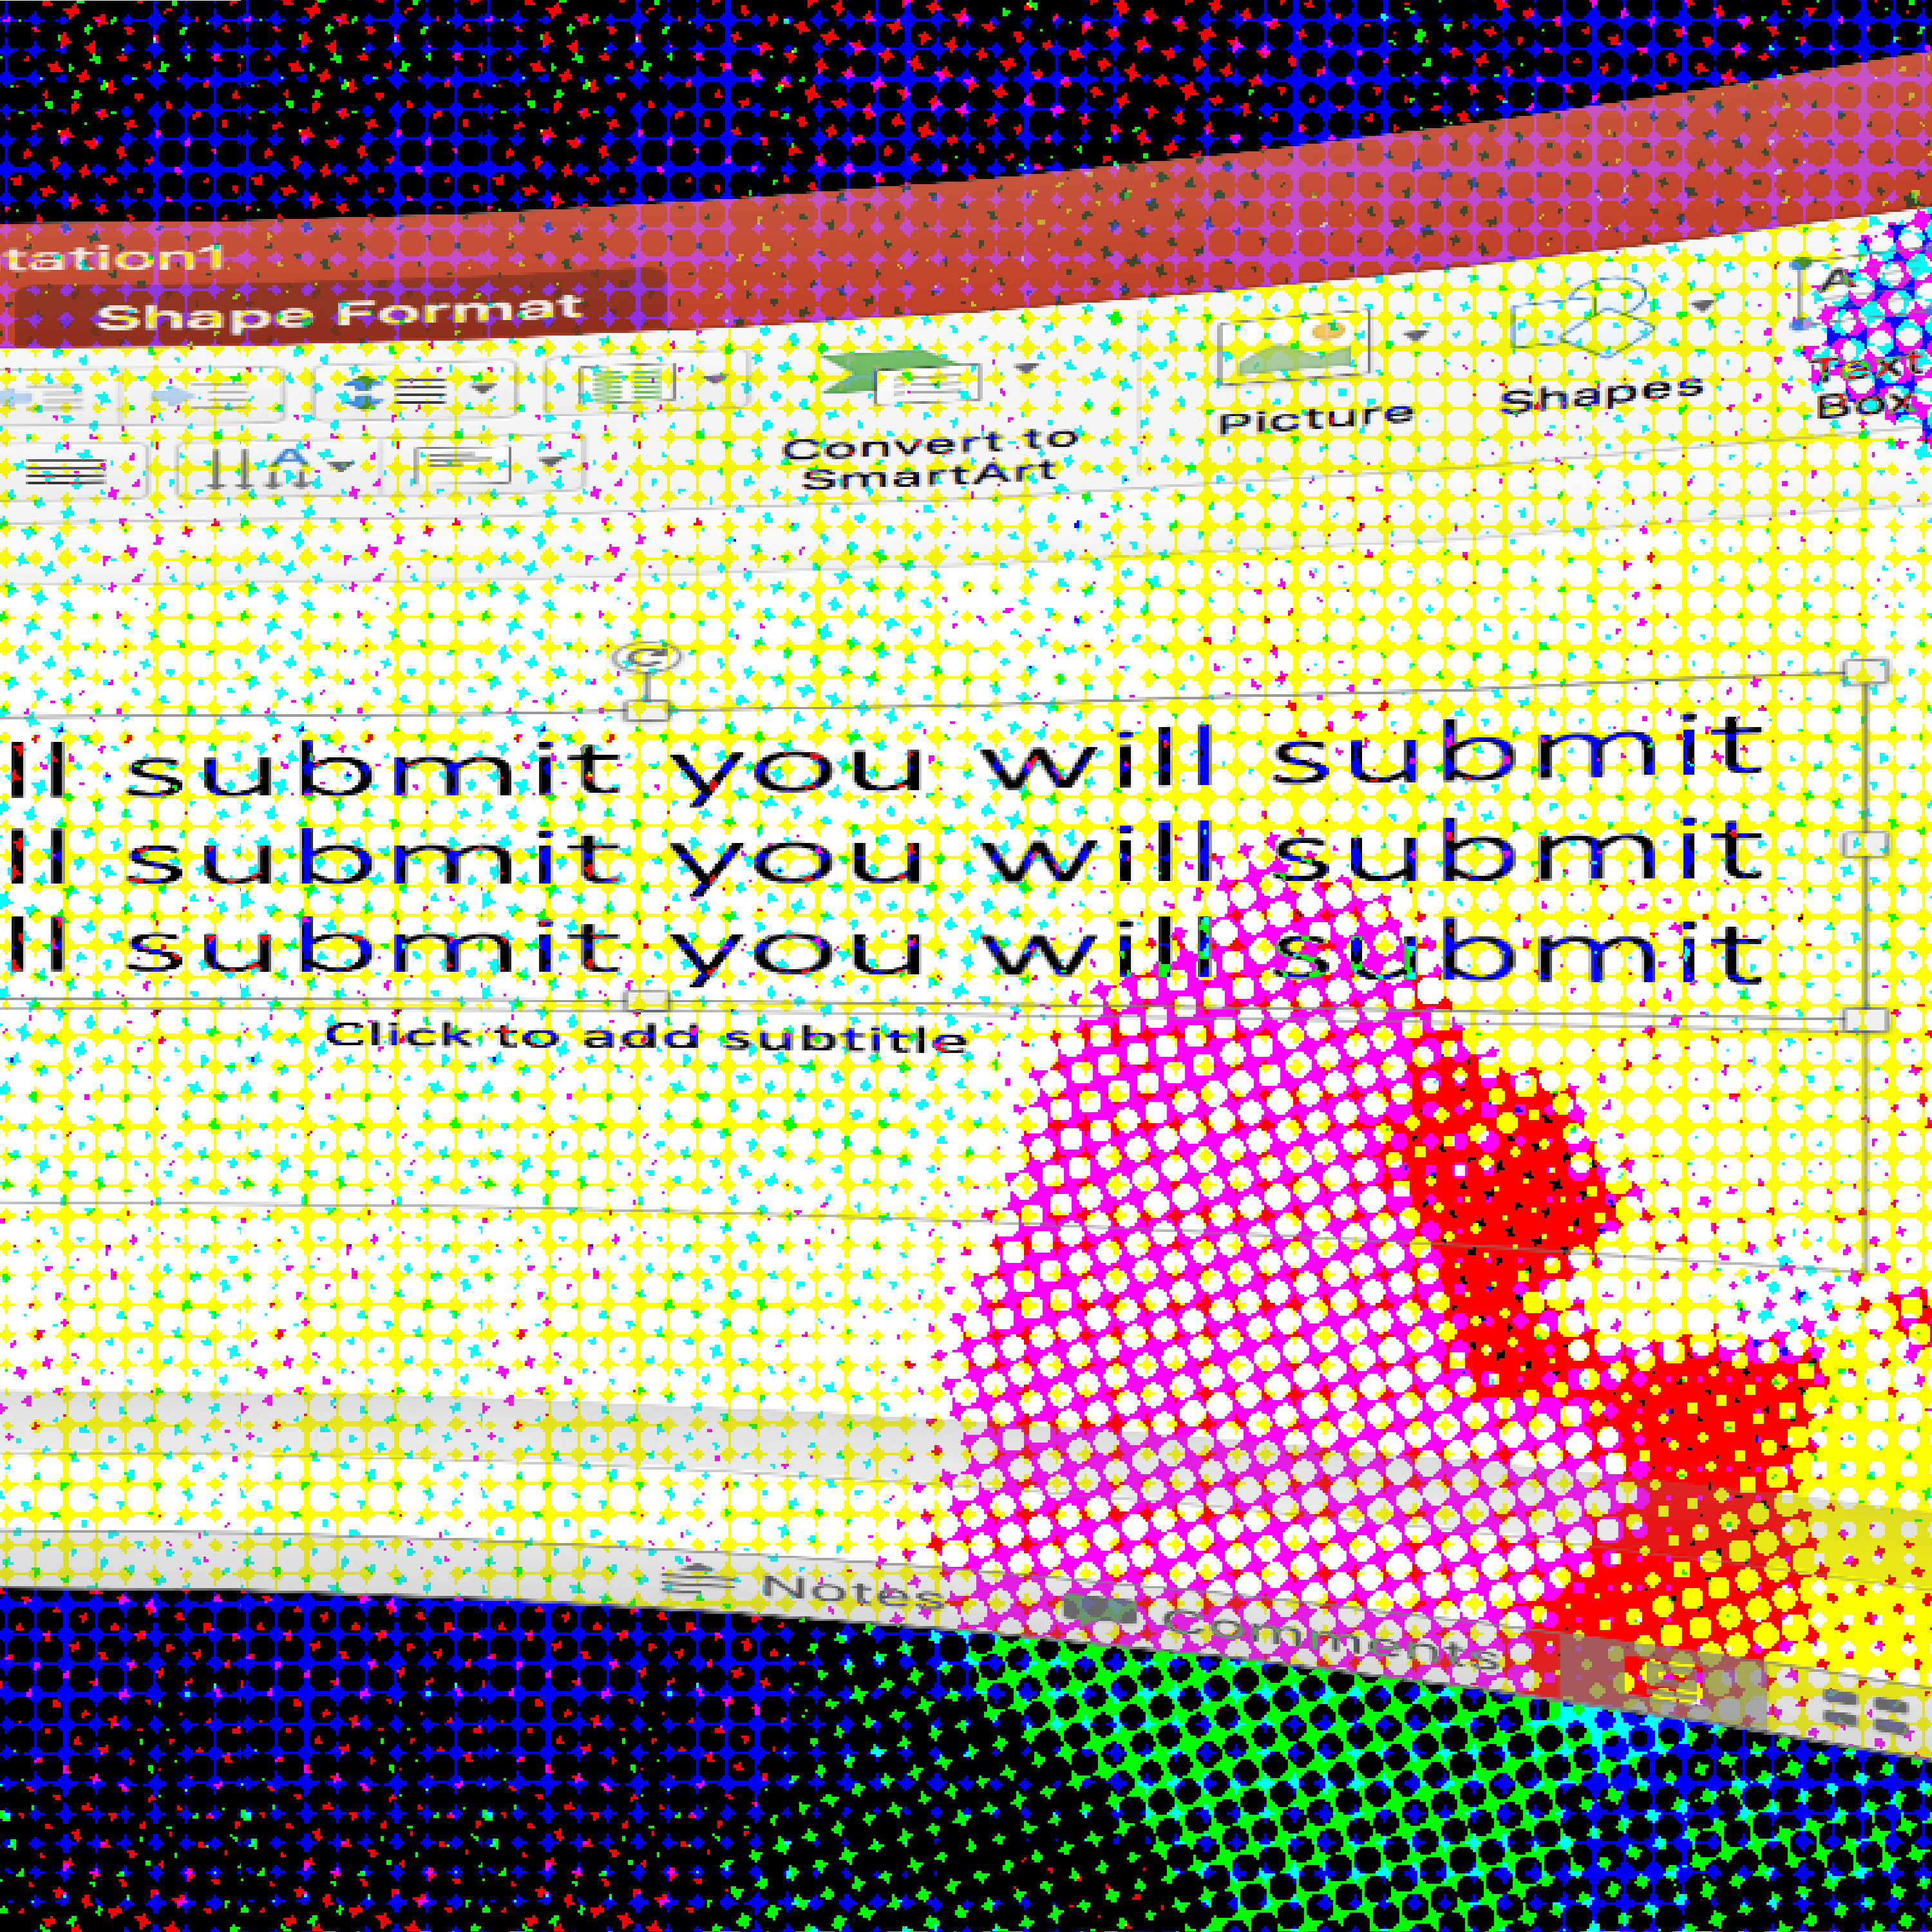 tation1
Shape Format
Convert to
SmartArt
Picture
Shapes
A
Text
Box
ll submit you will submit
ll submit you will submit
ll submit you will submit
Click to add subtitle
Notes
Comments